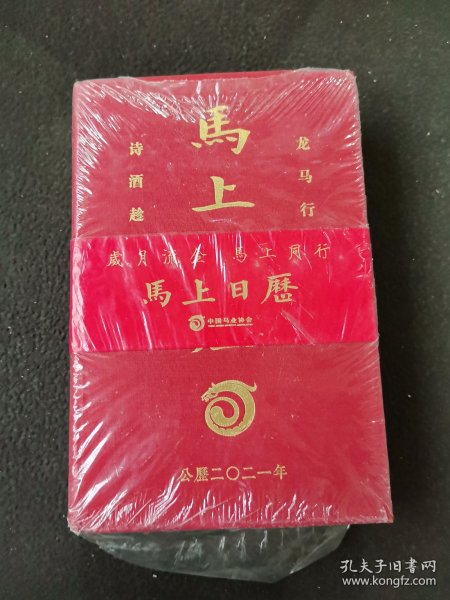 馬上
龙马行
诗酒趁
歲月流金 馬上同行
馬上日歷
中国马业协会
公歷二〇二一年
孔夫子旧书网
www.kongfz.com